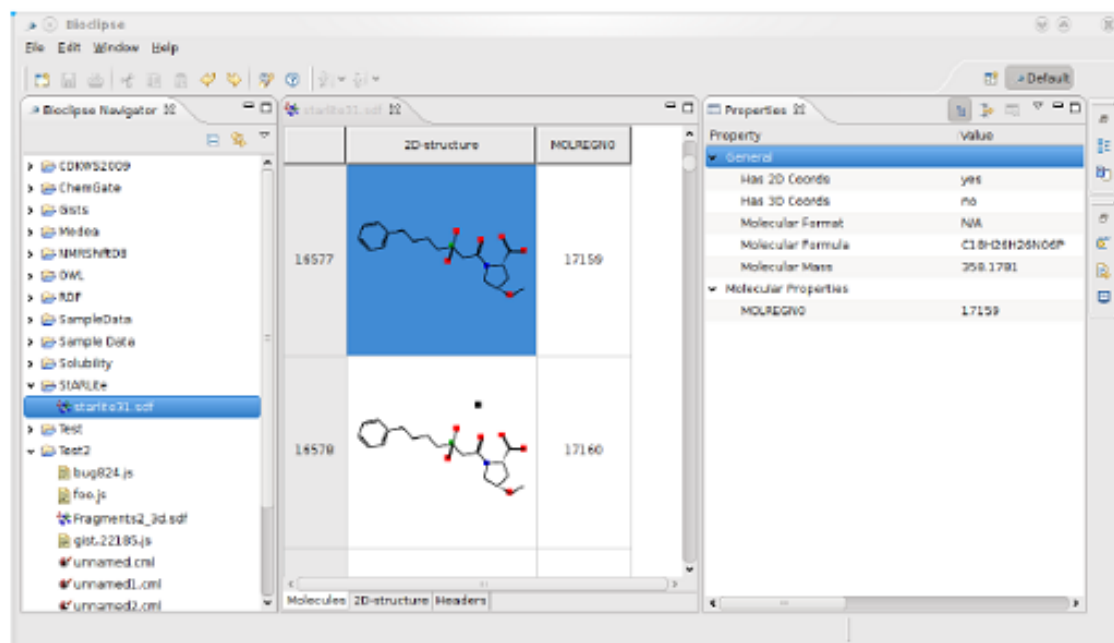 Bioclipse
File Edit Window Help
Default
Bioclipse Navigator
CDKWS2009
ChemGate
Gists
Medea
NMRShiftDB
OWL
RDF
SampleData
Sample Data
Solubility
StARLite
starlite31.sdf
Test
Test2
bug824.js
foo.js
Fragments2_3d.sdf
gist.22185.js
unnamed.cml
unnamed1.cml
unnamed2.cml
starlite31.sdf
2D-structure MOLREGNO
16577 17159
16578 17160
Molecules 2D-structure Headers
Properties
Property Value
General
Has 2D Coords yes
Has 3D Coords no
Molecular Format N/A
Molecular Formula
Molecular Mass 358.1781
Molecular Properties
MOLREGNO 17159